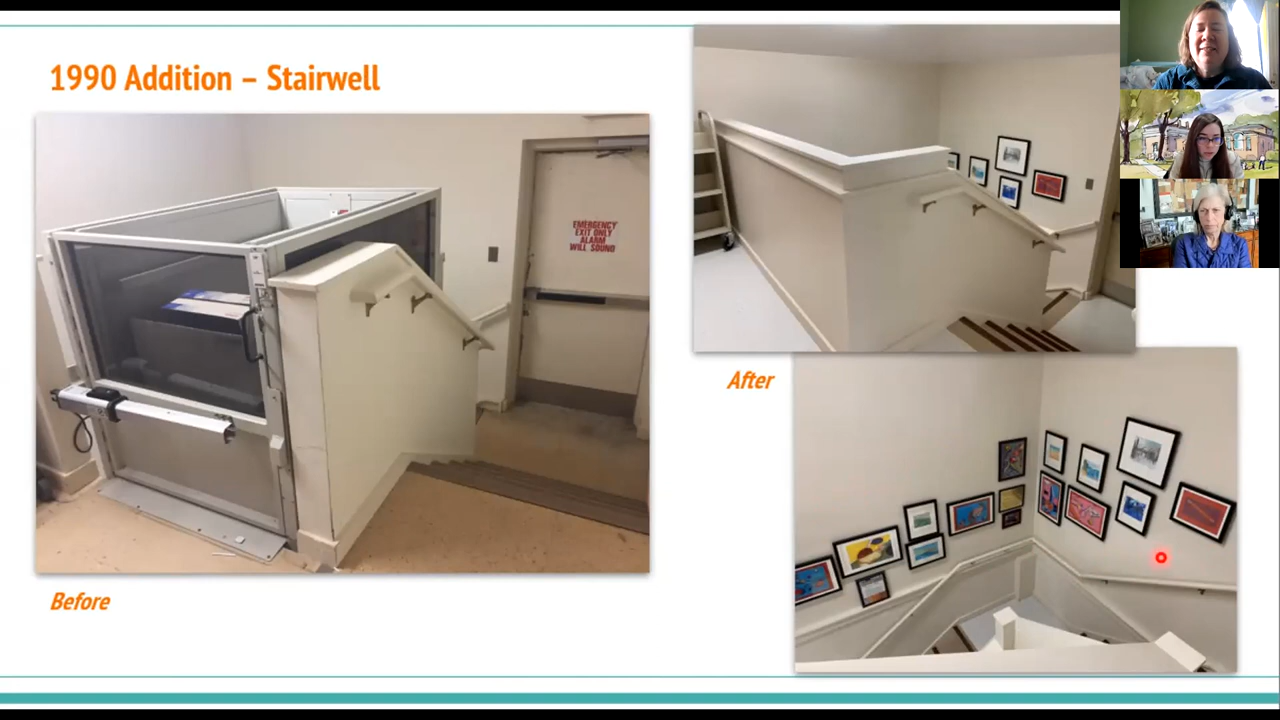 1990 Addition – Stairwell
EMERGENCY
EXIT ONLY
ALARM
WILL SOUND
After
Before